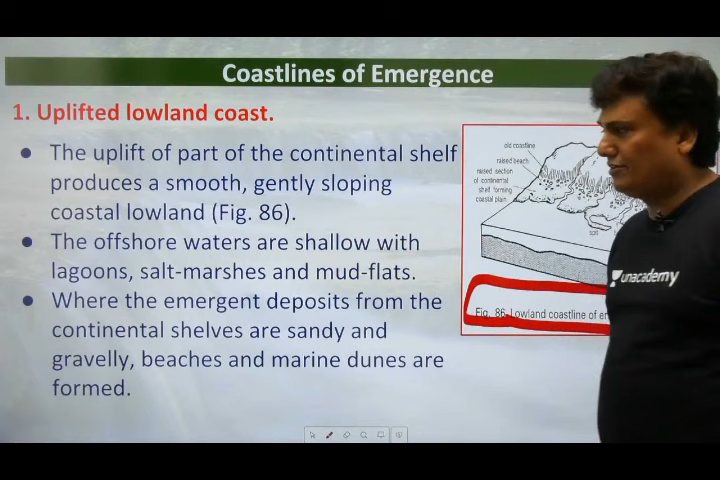 Coastlines of Emergence
1. Uplifted lowland coast.
● The uplift of part of the continental shelf
produces a smooth, gently sloping
coastal lowland (Fig. 86).
● The offshore waters are shallow with
lagoons, salt-marshes and mud-flats.
● Where the emergent deposits from the
continental shelves are sandy and
gravelly, beaches and marine dunes are
formed.
old coastline
raised beach
raised section
of continental
shelf forming
coastal plain
spit
Fig. 86 Lowland coastline of
unacademy